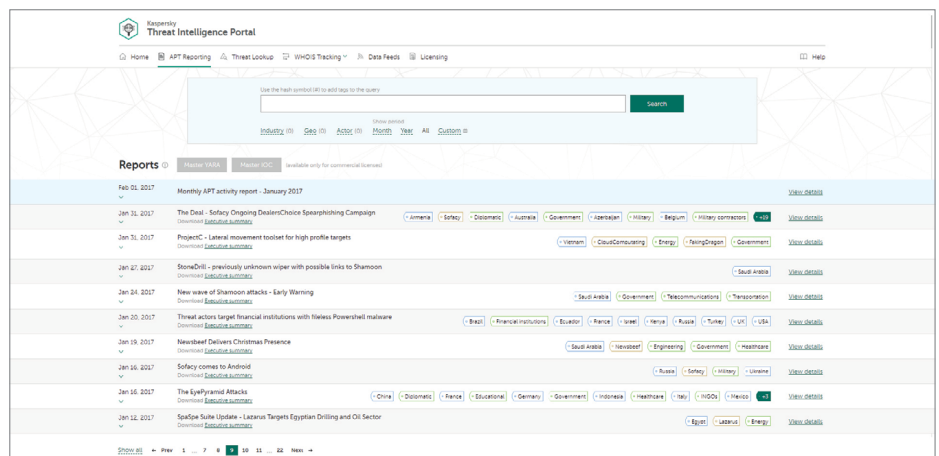 Kaspersky
Threat Intelligence Portal
Home APT Reporting Threat Lookup WHOIS Tracking Data Feeds Licensing Help
Use the hash symbol (#) to add tags to the query
Search
Show period
Industry (0) Geo (0) Actor (0) Month Year All Custom
Reports Master YARA Master IOC (available only for commercial licenses)
Feb 01, 2017 Monthly APT activity report - January 2017 View details
Jan 31, 2017 The Deal - Sofacy Ongoing DealersChoice Spearphishing Campaign Armenia Sofacy Diplomatic Australia Government Azerbaijan Military Belgium Military contractors +19 View details
Download Executive summary
Jan 31, 2017 ProjectC - Lateral movement toolset for high profile targets Vietnam CloudComputating Energy FakingDragon Government View details
Download Executive summary
Jan 27, 2017 StoneDrill - previously unknown wiper with possible links to Shamoon Saudi Arabia View details
Download Executive summary
Jan 24, 2017 New wave of Shamoon attacks - Early Warning Saudi Arabia Government Telecommunications Transportation View details
Download Executive summary
Jan 20, 2017 Threat actors target financial institutions with fileless Powershell malware Brazil Financial institutions Ecuador France Israel Kenya Russia Turkey UK USA View details
Download Executive summary
Jan 19, 2017 Newsbeef Delivers Christmas Presence Saudi Arabia Newsbeef Engineering Government Healthcare View details
Download Executive summary
Jan 16, 2017 Sofacy comes to Android Russia Sofacy Military Ukraine View details
Download Executive summary
Jan 16, 2017 The EyePyramid Attacks China Diplomatic France Educational Germany Government Indonesia Healthcare Italy INGOs Mexico +3 View details
Download Executive summary
Jan 12, 2017 SpaSpe Suite Update - Lazarus Targets Egyptian Drilling and Oil Sector Egypt Lazarus Energy View details
Download Executive summary
Show all ← Prev 1 ... 7 8 9 10 11 ... 22 Next →